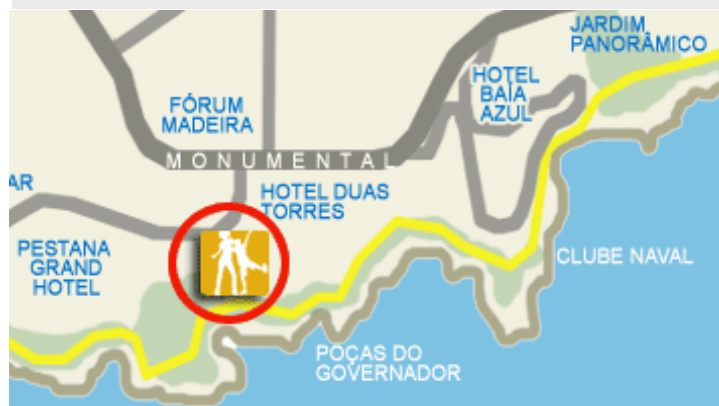 JARDIM
PANORÂMICO
HOTEL
BAÍA
AZUL
FÓRUM
MADEIRA
MONUMENTAL
AR
HOTEL DUAS
TORRES
PESTANA
GRAND
HOTEL
CLUBE NAVAL
POÇAS DO
GOVERNADOR